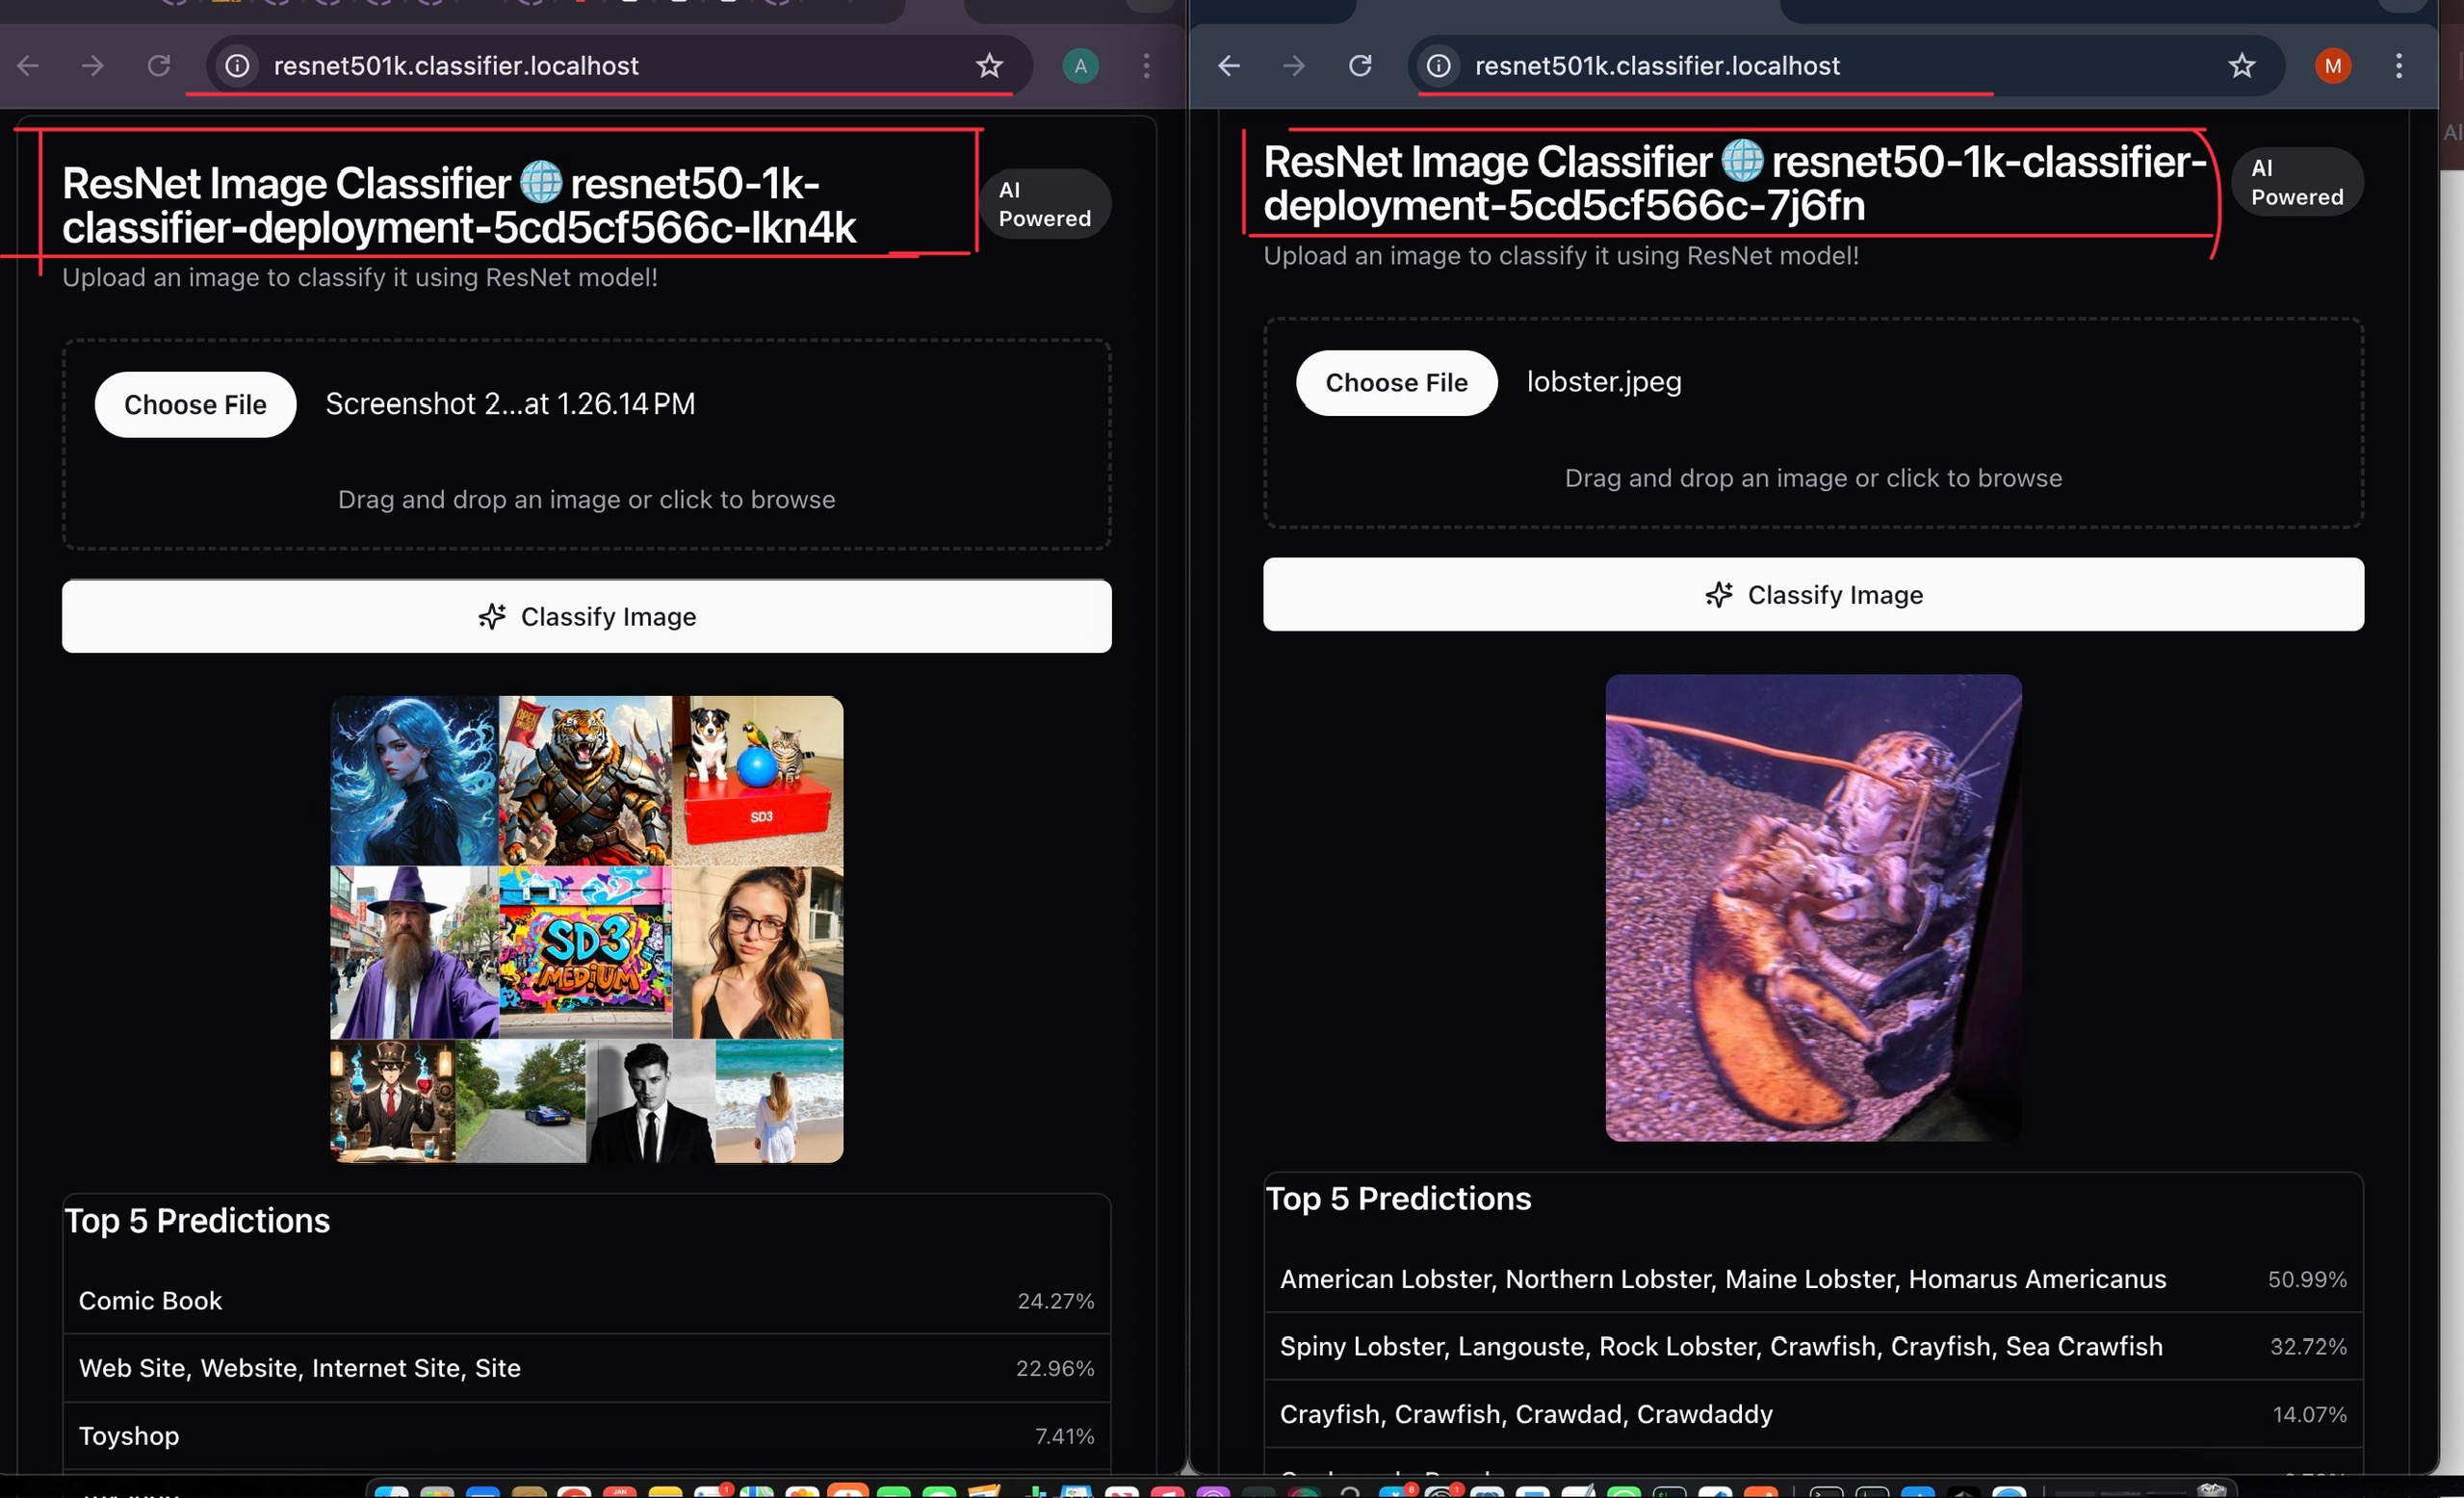 resnet501k.classifier.localhost
A
ResNet Image Classifier 🌐 resnet50-1k-
classifier-deployment-5cd5cf566c-lkn4k
AI
Powered
Upload an image to classify it using ResNet model!
Choose File
Screenshot 2...at 1.26.14 PM
Drag and drop an image or click to browse
Classify Image
OPEN
SD3
SD3
MEDIUM
Top 5 Predictions
Comic Book 24.27%
Web Site, Website, Internet Site, Site 22.96%
Toyshop 7.41%
resnet501k.classifier.localhost
M
AI
ResNet Image Classifier 🌐 resnet50-1k-classifier-
deployment-5cd5cf566c-7j6fn
AI
Powered
Upload an image to classify it using ResNet model!
Choose File
lobster.jpeg
Drag and drop an image or click to browse
Classify Image
Top 5 Predictions
American Lobster, Northern Lobster, Maine Lobster, Homarus Americanus 50.99%
Spiny Lobster, Langouste, Rock Lobster, Crawfish, Crayfish, Sea Crawfish 32.72%
Crayfish, Crawfish, Crawdad, Crawdaddy 14.07%
JAN
1
8
1